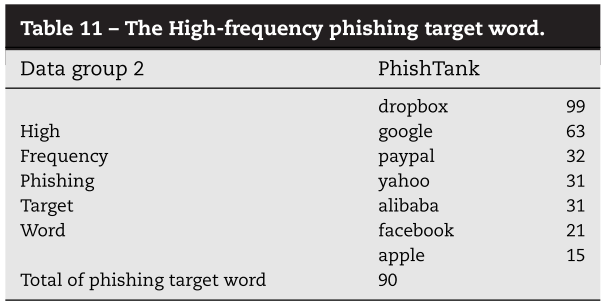 Table 11 – The High-frequency phishing target word.
Data group 2 PhishTank
dropbox 99
High google 63
Frequency paypal 32
Phishing yahoo 31
Target alibaba 31
Word facebook 21
apple 15
Total of phishing target word 90